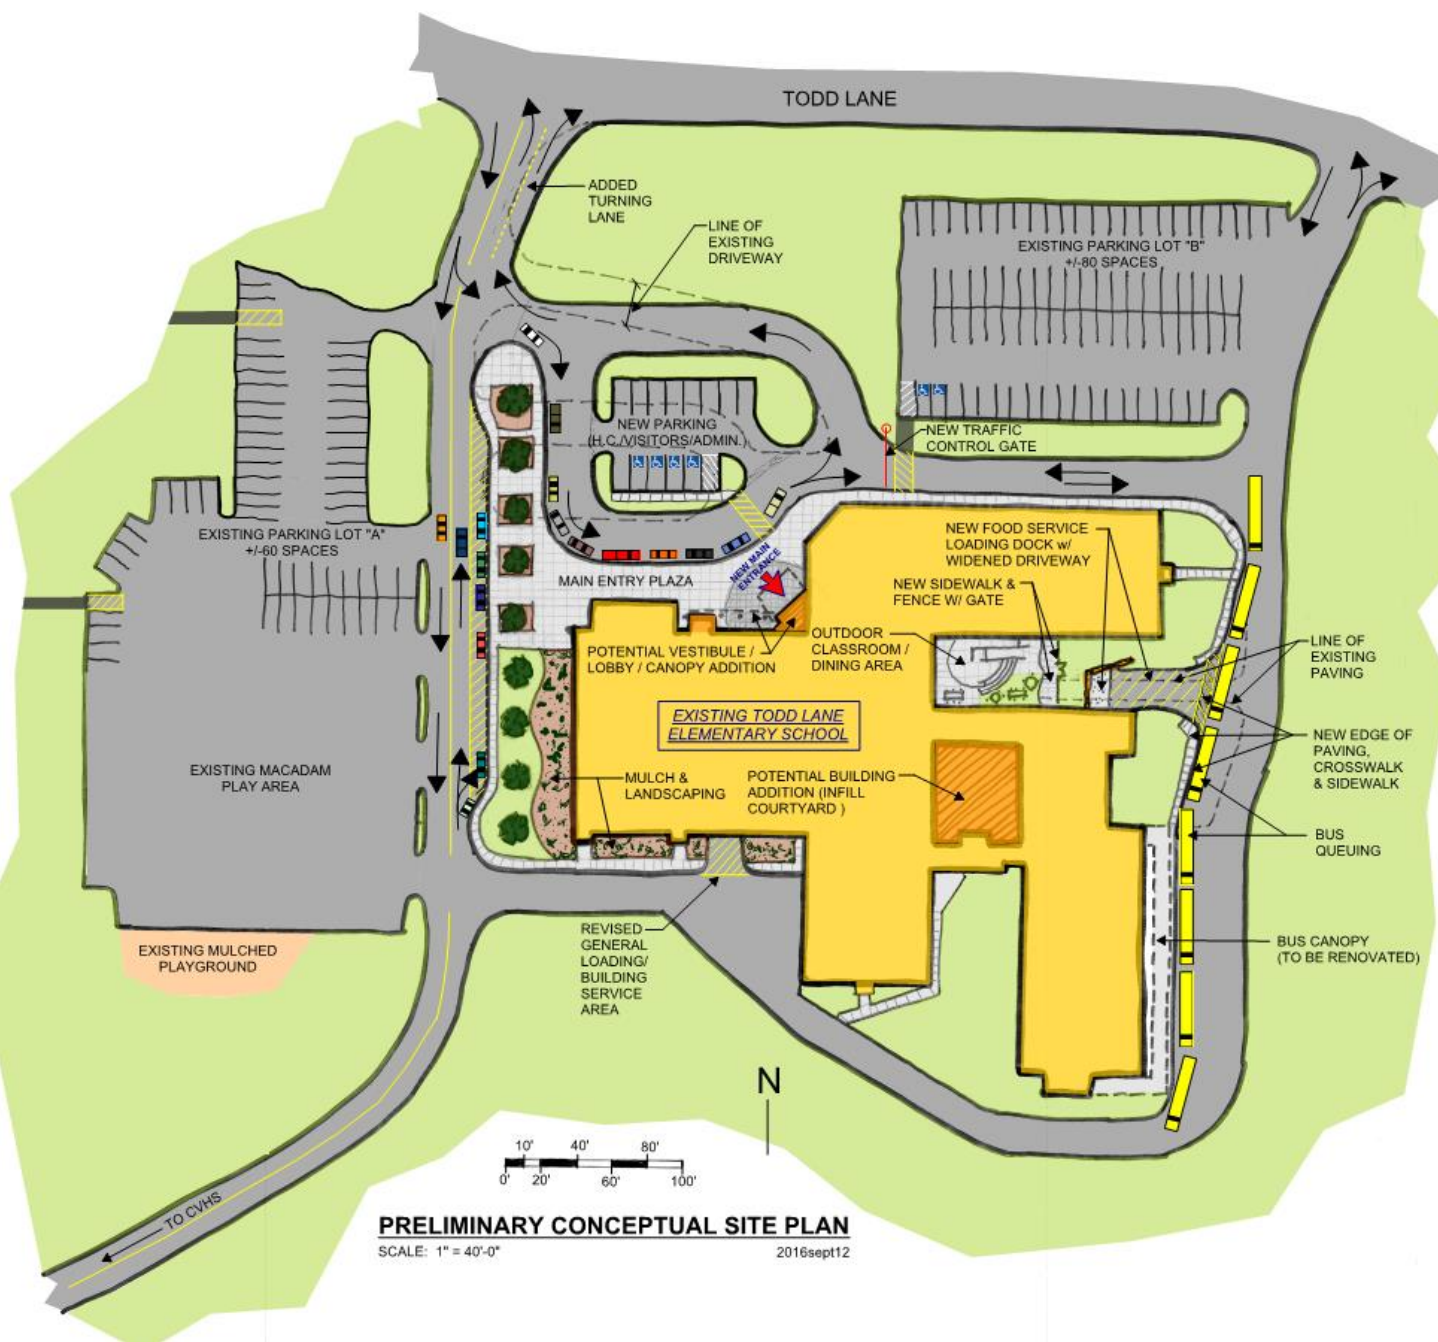 TODD LANE
ADDED
TURNING
LANE
LINE OF
EXISTING
DRIVEWAY
EXISTING PARKING LOT "B"
+/-80 SPACES
NEW PARKING
(H.C./VISITORS/ADMIN.)
NEW TRAFFIC
CONTROL GATE
EXISTING PARKING LOT "A"
+/-60 SPACES
MAIN ENTRY PLAZA
NEW MAIN
ENTRANCE
NEW FOOD SERVICE
LOADING DOCK w/
WIDENED DRIVEWAY
NEW SIDEWALK &
FENCE W/ GATE
OUTDOOR
CLASSROOM /
DINING AREA
POTENTIAL VESTIBULE /
LOBBY / CANOPY ADDITION
LINE OF
EXISTING
PAVING
EXISTING TODD LANE
ELEMENTARY SCHOOL
NEW EDGE OF
PAVING,
CROSSWALK
& SIDEWALK
EXISTING MACADAM
PLAY AREA
MULCH &
LANDSCAPING
POTENTIAL BUILDING
ADDITION (INFILL
COURTYARD )
BUS
QUEUING
EXISTING MULCHED
PLAYGROUND
REVISED
GENERAL
LOADING/
BUILDING
SERVICE
AREA
BUS CANOPY
(TO BE RENOVATED)
N
10' 40' 80'
0' 20' 60' 100'
TO CVHS
PRELIMINARY CONCEPTUAL SITE PLAN
SCALE: 1" = 40'-0" 2016sept12